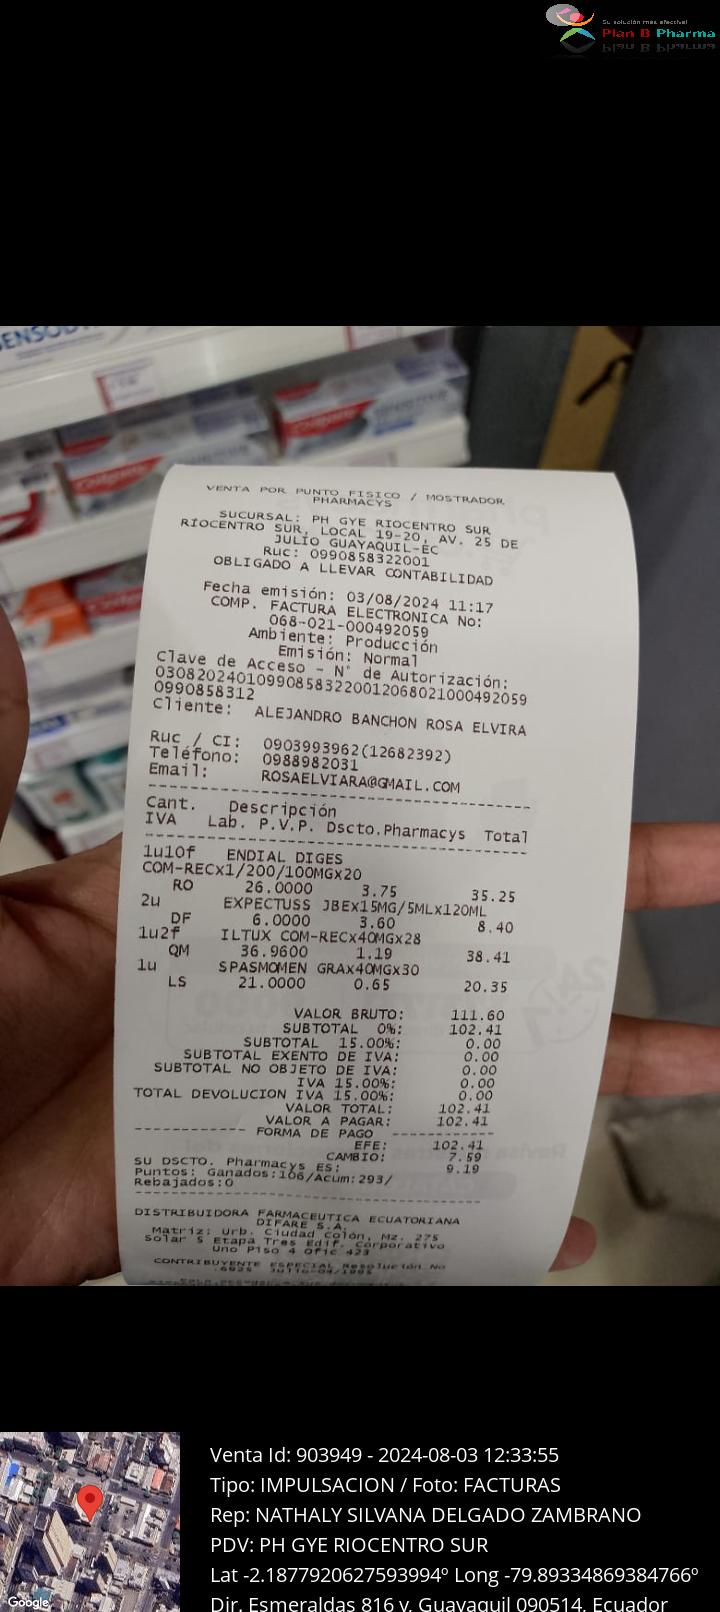 Su solución mas efectiva!
Plan B Pharma
SENSOD
VENTA POR PUNTO FISICO / MOSTRADOR
PHARMACYS
SUCURSAL: PH GYE RIOCENTRO SUR
RIOCENTRO SUR, LOCAL 19-20, AV. 25 DE
JULIO GUAYAQUIL-EC
Ruc: 0990858322001
OBLIGADO A LLEVAR CONTABILIDAD
Fecha emisión: 03/08/2024 11:17
COMP. FACTURA ELECTRONICA No:
068-021-000492059
Ambiente: Producción
Emisión: Normal
Clave de Acceso - N° de Autorización:
030820240109908583220012068021000492059
0990858312
Cliente: ALEJANDRO BANCHON ROSA ELVIRA
Ruc / CI: 0903993962(12682392)
Teléfono: 0988982031
Email: ROSAELVIARA@GMAIL.COM
Cant. Descripción
IVA Lab. P.V.P. Dscto.Pharmacys Total
1u10f ENDIAL DIGES
COM-RECx1/200/100MGx20
RO 26.0000 3.75 35.25
2u EXPECTUSS JBEx15MG/5MLx120ML
DF 6.0000 3.60 8.40
1u2f ILTUX COM-RECx40MGx28
QM 36.9600 1.19 38.41
1u SPASMOMEN GRAx40MGx30
LS 21.0000 0.65 20.35
VALOR BRUTO: 111.60
SUBTOTAL 0%: 102.41
SUBTOTAL 15.00%: 0.00
SUBTOTAL EXENTO DE IVA: 0.00
SUBTOTAL NO OBJETO DE IVA: 0.00
IVA 15.00%: 0.00
TOTAL DEVOLUCION IVA 15.00%: 0.00
VALOR TOTAL: 102.41
VALOR A PAGAR: 102.41
------------ FORMA DE PAGO ------------
EFE: 102.41
CAMBIO: 7.59
SU DSCTO. Pharmacys ES: 9.19
Puntos: Ganados:106/Acum:293/
Rebajados:0
DISTRIBUIDORA FARMACEUTICA ECUATORIANA
DIFARE S.A.
Matriz: Urb. Ciudad Colón, Mz. 275
Solar 5 Etapa Tres Edif. Corporativo
Uno Piso 4 Ofic 423
CONTRIBUYENTE ESPECIAL Resolución No
.6925 Julio-04/1995
Google
Venta Id: 903949 - 2024-08-03 12:33:55
Tipo: IMPULSACION / Foto: FACTURAS
Rep: NATHALY SILVANA DELGADO ZAMBRANO
PDV: PH GYE RIOCENTRO SUR
Lat -2.1877920627593994º Long -79.89334869384766º
Dir. Esmeraldas 816 y, Guayaquil 090514, Ecuador